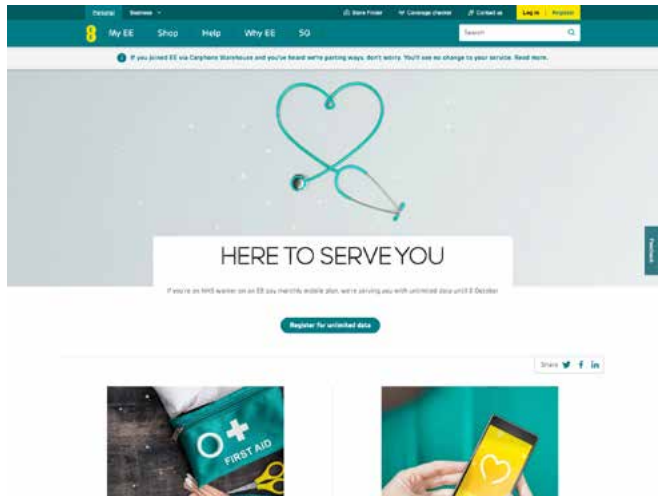 Personal Business
Store Finder Coverage checker Contact us Log in Register
My EE Shop Help Why EE 5G Search
If you joined EE via Carphone Warehouse and you've heard we're parting ways, don't worry. You'll see no change to your service. Read more.
HERE TO SERVE YOU
If you're an NHS worker on an EE pay monthly mobile plan, we're serving you with unlimited data until 8 October
Register for unlimited data
Feedback
Share
FIRST AID